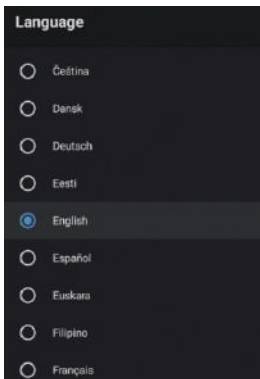 Language
Čeština
Dansk
Deutsch
Eesti
English
Español
Euskara
Filipino
Français